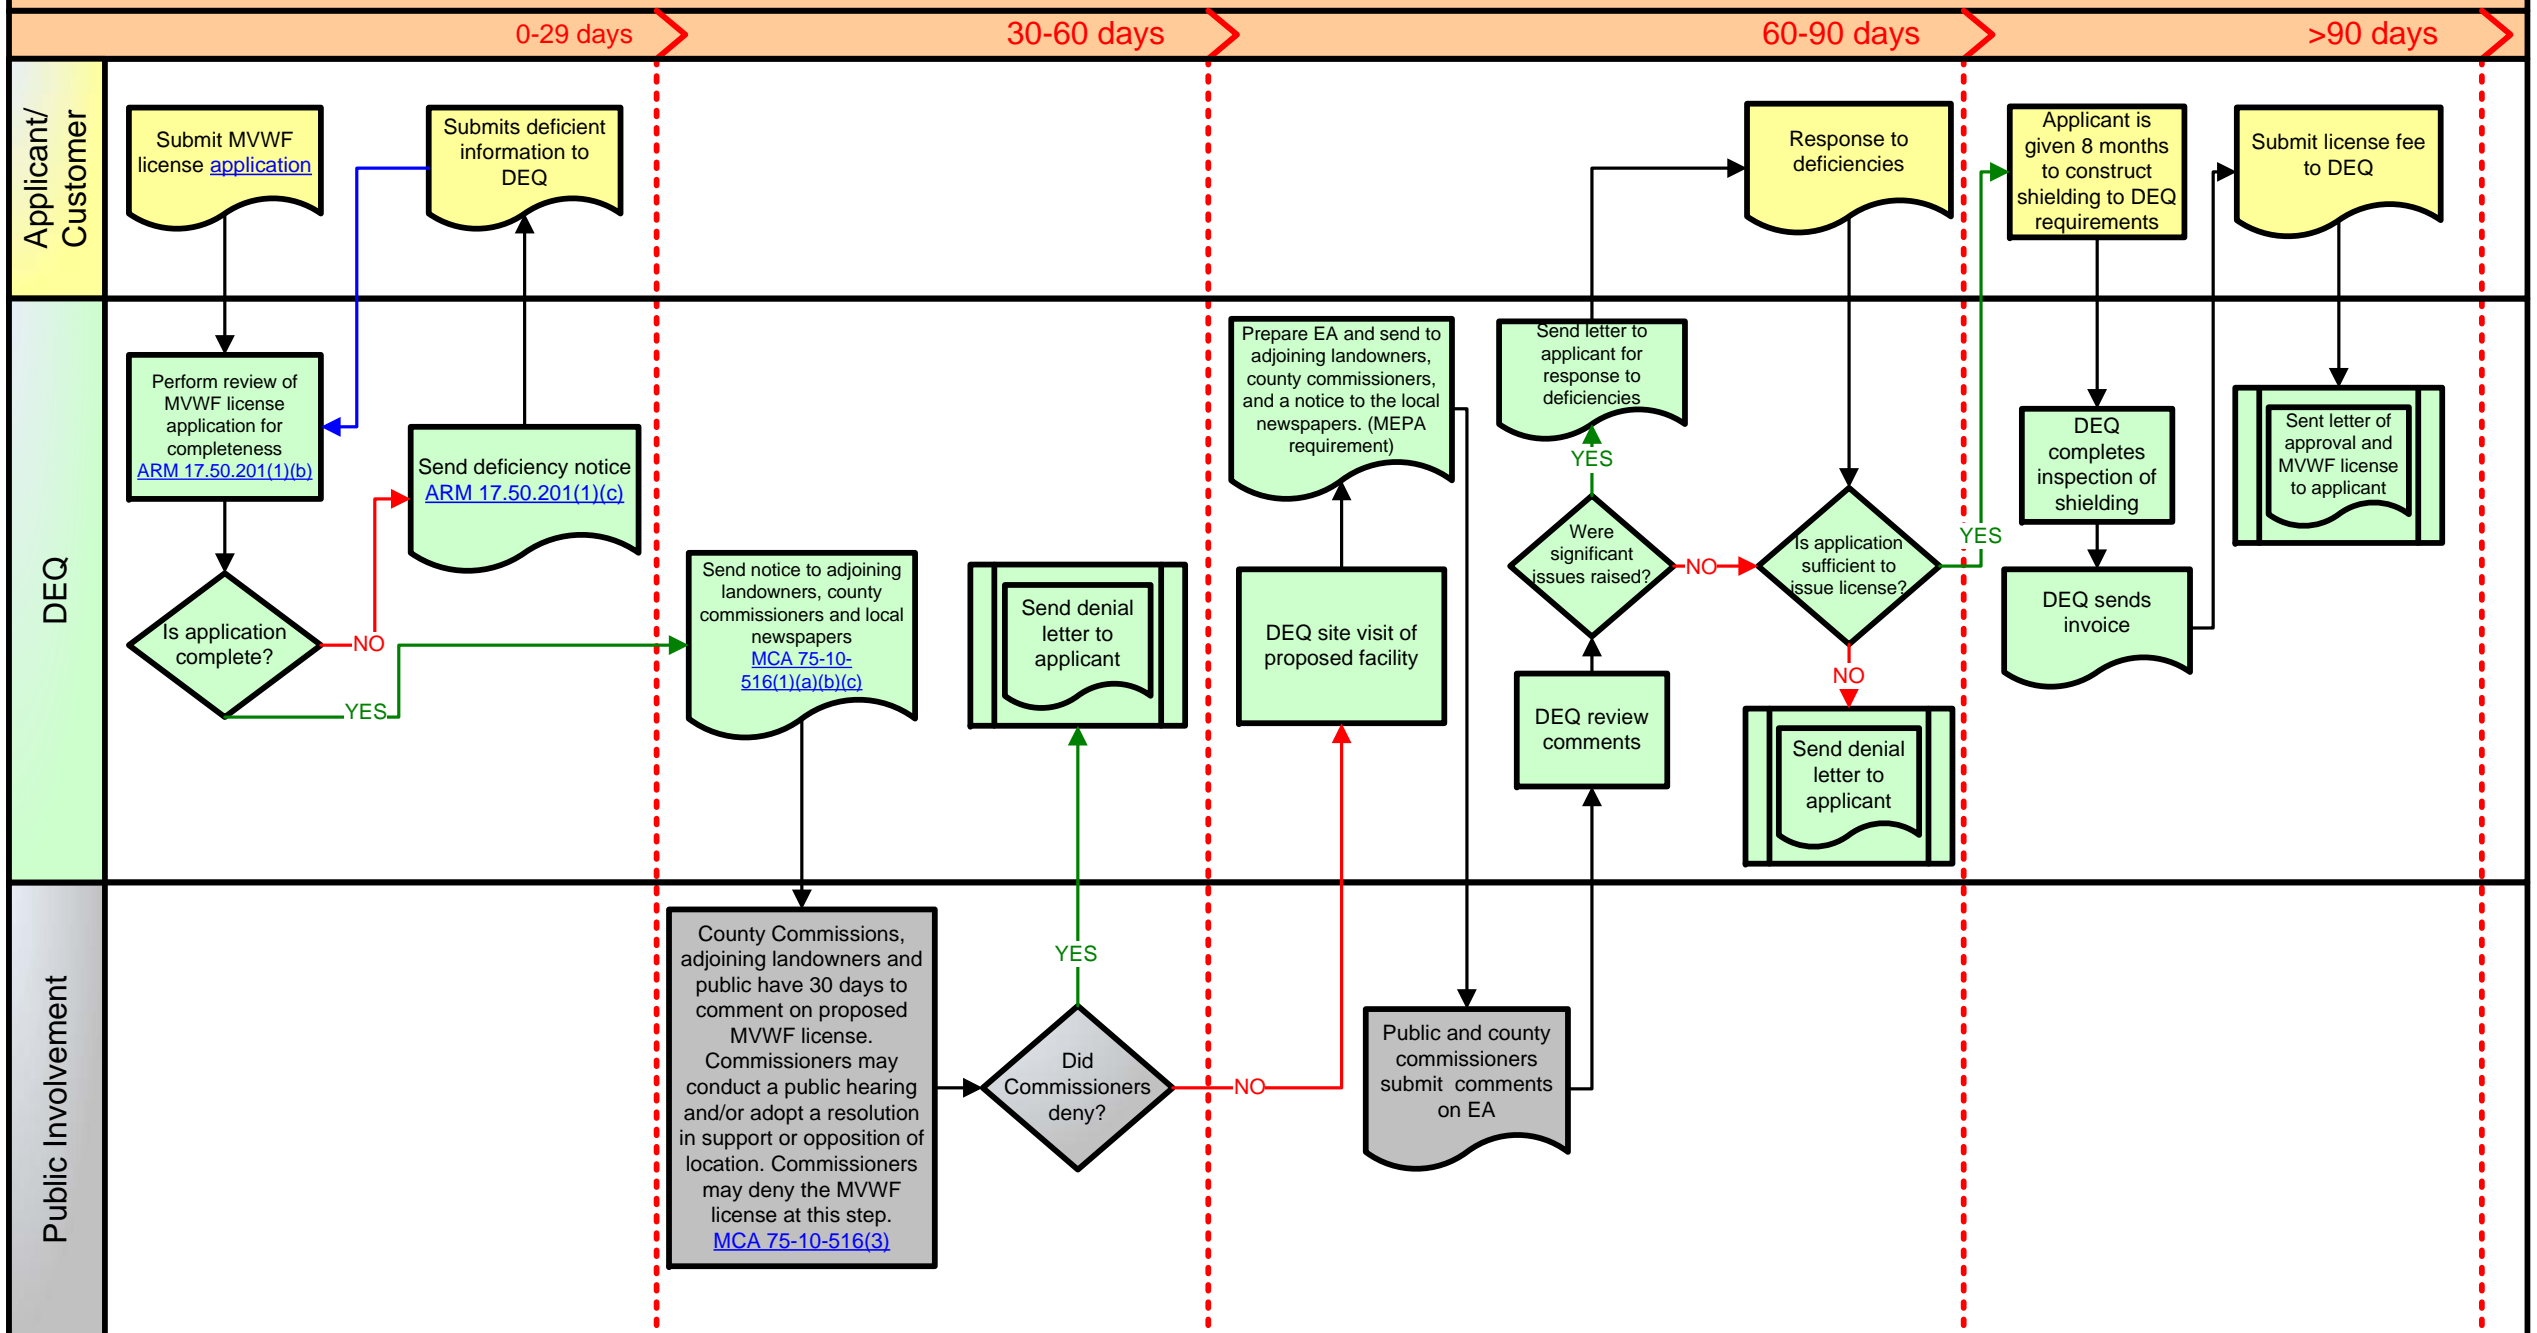 0-29 days
30-60 days
60-90 days
>90 days
Applicant/
Customer
Submit MVWF
license application
Submits deficient
information to
DEQ
Response to
deficiencies
Applicant is
given 8 months
to construct
shielding to DEQ
requirements
Submit license fee
to DEQ
DEQ
Perform review of
MVWF license
application for
completeness
ARM 17.50.201(1)(b)
Send deficiency notice
ARM 17.50.201(1)(c)
Is application
complete?
NO
YES
Send notice to adjoining
landowners, county
commissioners and local
newspapers
MCA 75-10-
516(1)(a)(b)(c)
Send denial
letter to
applicant
Prepare EA and send to
adjoining landowners,
county commissioners,
and a notice to the local
newspapers. (MEPA
requirement)
DEQ site visit of
proposed facility
Send letter to
applicant for
response to
deficiencies
YES
Were
significant
issues raised?
NO
DEQ review
comments
Is application
sufficient to
issue license?
YES
NO
Send denial
letter to
applicant
DEQ
completes
inspection of
shielding
DEQ sends
invoice
Sent letter of
approval and
MVWF license
to applicant
Public Involvement
County Commissions,
adjoining landowners and
public have 30 days to
comment on proposed
MVWF license.
Commissioners may
conduct a public hearing
and/or adopt a resolution
in support or opposition of
location. Commissioners
may deny the MVWF
license at this step.
MCA 75-10-516(3)
YES
Did
Commissioners
deny?
NO
Public and county
commissioners
submit  comments
on EA